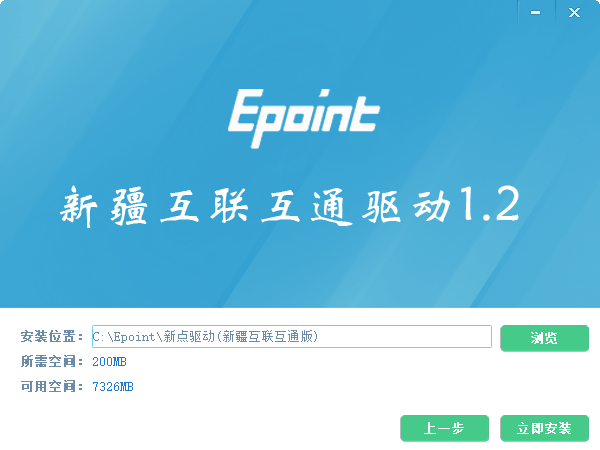 Epoint
新疆互联互通驱动1.2
安装位置： C:\Epoint\新点驱动(新疆互联互通版) 浏览
所需空间： 200MB
可用空间： 7326MB
上一步 立即安装